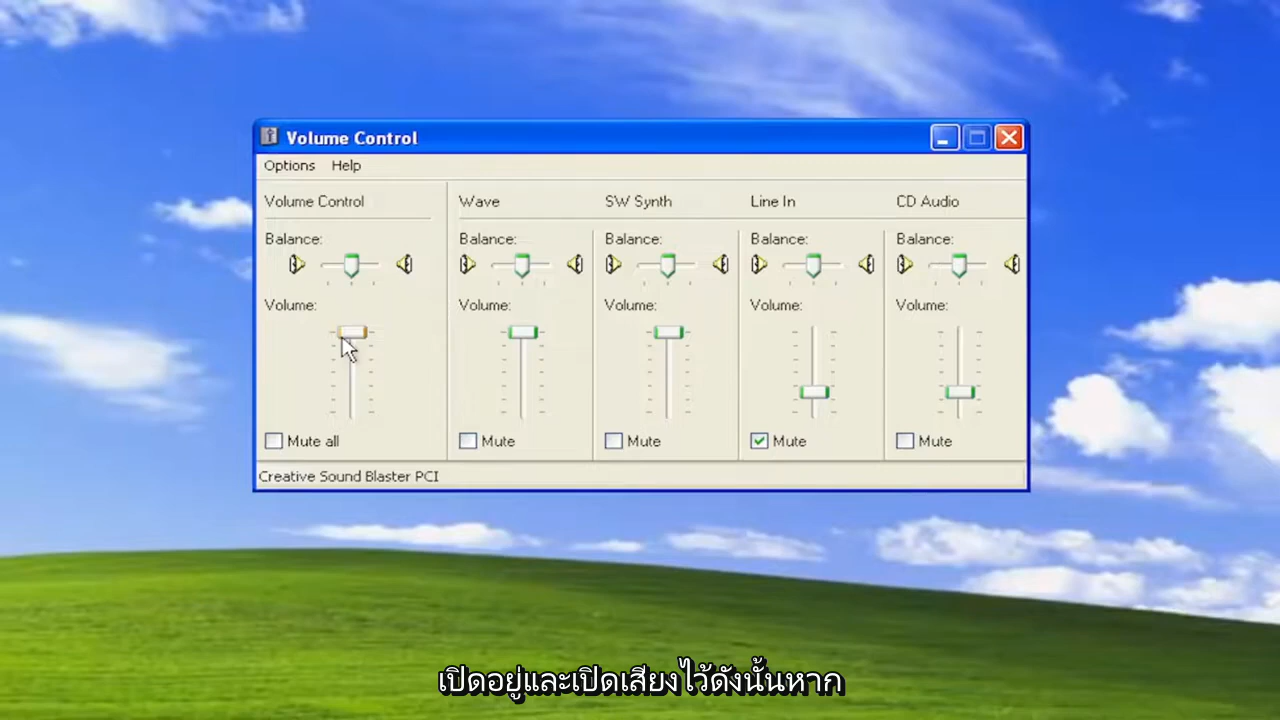 Volume Control
Options Help
Volume Control Wave SW Synth Line In CD Audio
Balance: Balance: Balance: Balance: Balance:
Volume: Volume: Volume: Volume: Volume:
Mute all Mute Mute Mute Mute
Creative Sound Blaster PCI
เปิดอยู่และเปิดเสียงไว้ดังนั้นหาก